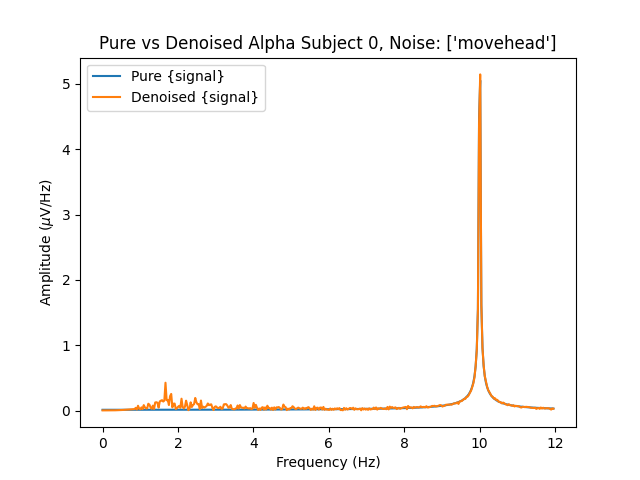 Pure vs Denoised Alpha Subject 0, Noise: ['movehead']
Pure {signal}
Denoised {signal}
5
4
3
2
1
0
Amplitude (μV/Hz)
0 2 4 6 8 10 12
Frequency (Hz)